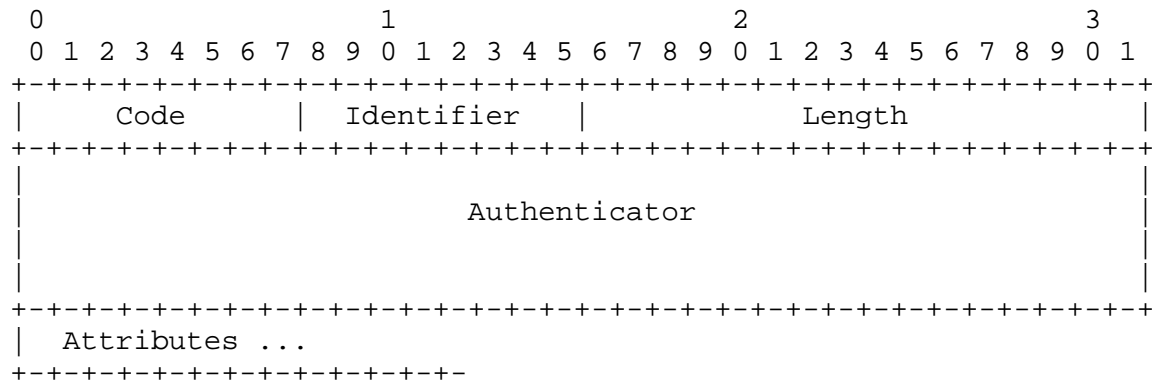 0                   1                   2                   3
 0 1 2 3 4 5 6 7 8 9 0 1 2 3 4 5 6 7 8 9 0 1 2 3 4 5 6 7 8 9 0 1
+-+-+-+-+-+-+-+-+-+-+-+-+-+-+-+-+-+-+-+-+-+-+-+-+-+-+-+-+-+-+-+-+
|     Code      |  Identifier   |            Length             |
+-+-+-+-+-+-+-+-+-+-+-+-+-+-+-+-+-+-+-+-+-+-+-+-+-+-+-+-+-+-+-+-+
|                                                               |
|                         Authenticator                         |
|                                                               |
|                                                               |
+-+-+-+-+-+-+-+-+-+-+-+-+-+-+-+-+-+-+-+-+-+-+-+-+-+-+-+-+-+-+-+-+
|  Attributes ...
+-+-+-+-+-+-+-+-+-+-+-+-+-